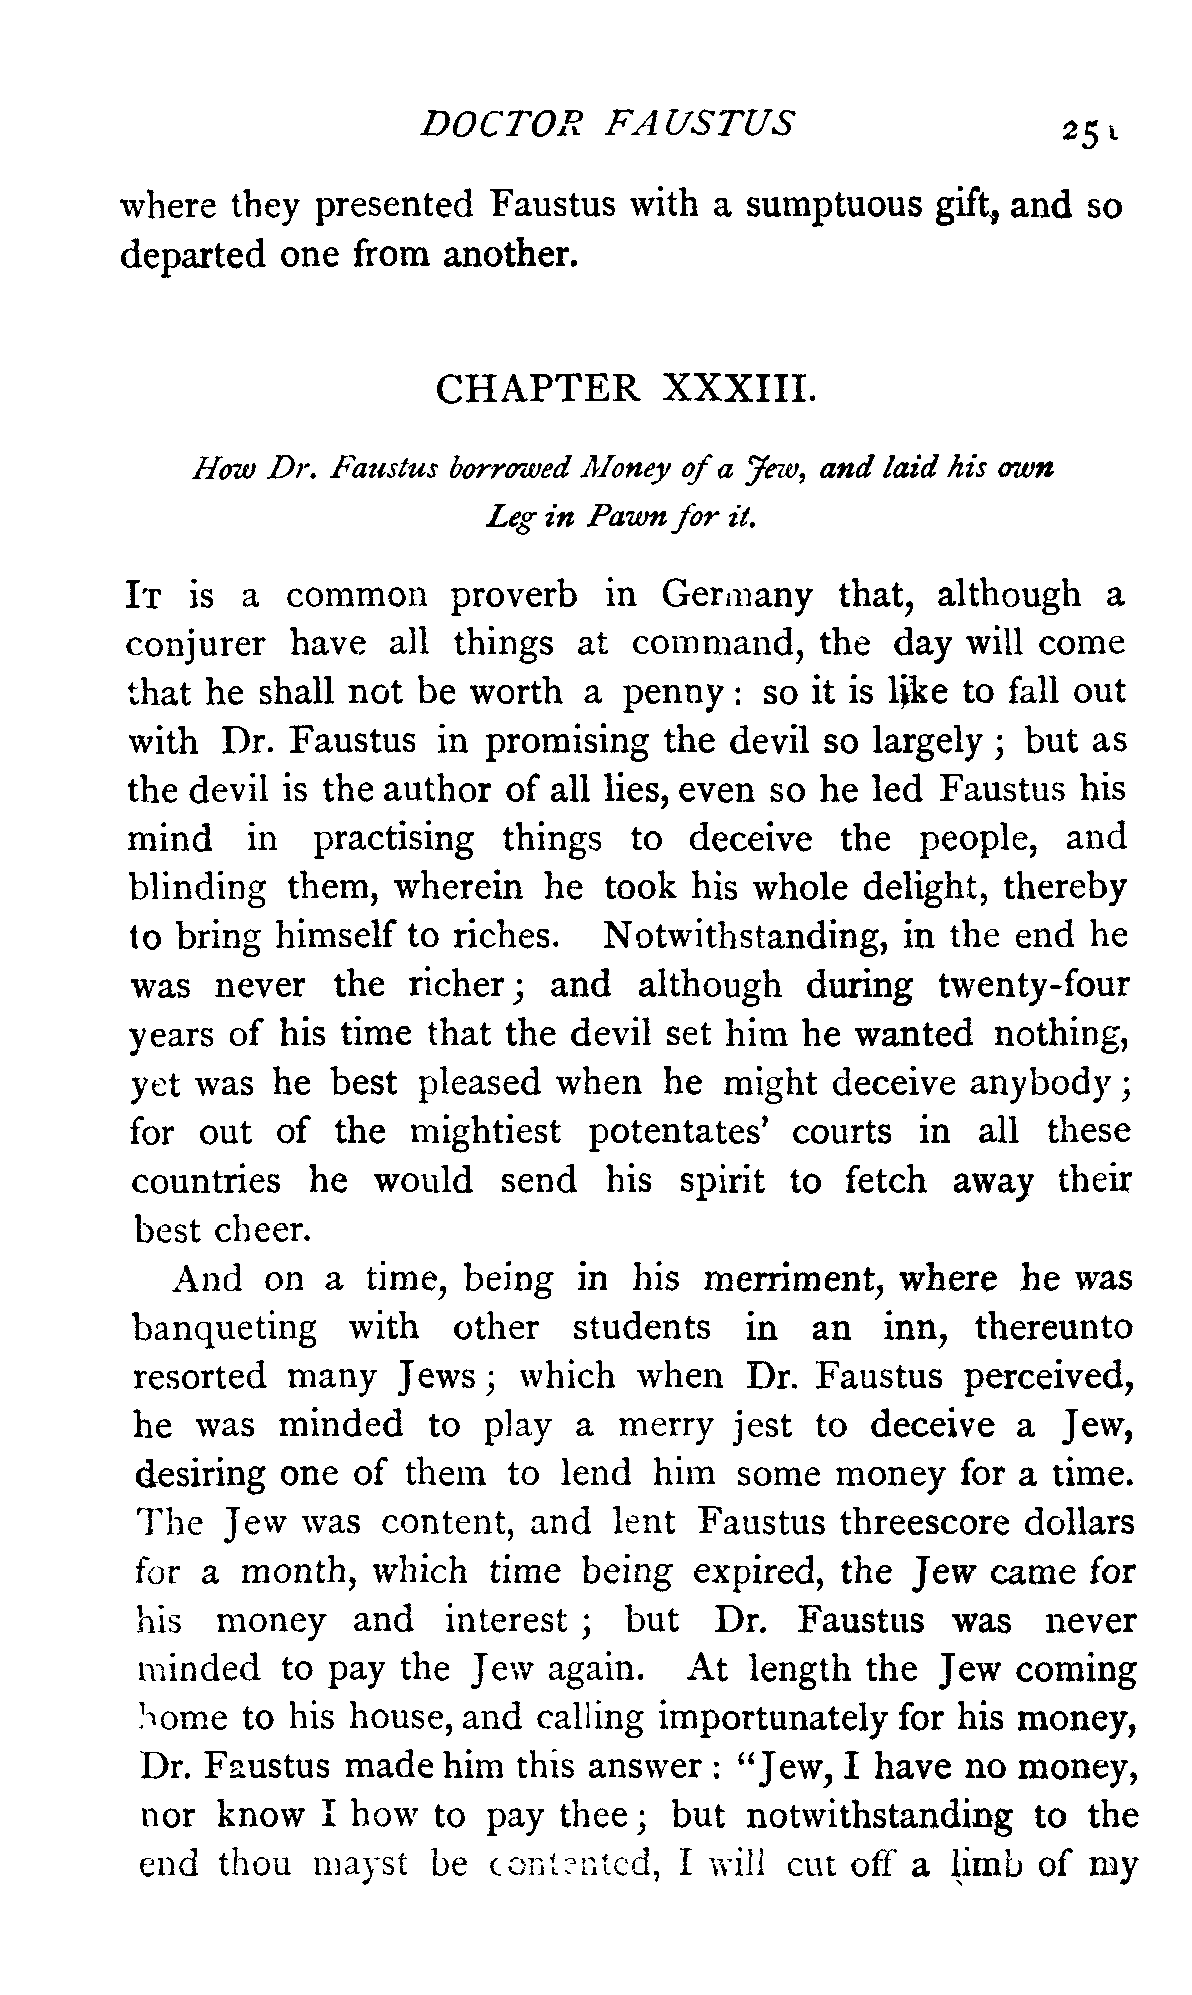 DOCTOR FAUSTUS 251
where they presented Faustus with a sumptuous gift, and so
departed one from another.
CHAPTER XXXIII.
How Dr. Faustus borrowed Money of a Jew, and laid his own
Leg in Pawn for it.
IT is a common proverb in Germany that, although a
conjurer have all things at command, the day will come
that he shall not be worth a penny : so it is like to fall out
with Dr. Faustus in promising the devil so largely ; but as
the devil is the author of all lies, even so he led Faustus his
mind in practising things to deceive the people, and
blinding them, wherein he took his whole delight, thereby
to bring himself to riches. Notwithstanding, in the end he
was never the richer ; and although during twenty-four
years of his time that the devil set him he wanted nothing,
yet was he best pleased when he might deceive anybody ;
for out of the mightiest potentates' courts in all these
countries he would send his spirit to fetch away their
best cheer.
And on a time, being in his merriment, where he was
banqueting with other students in an inn, thereunto
resorted many Jews ; which when Dr. Faustus perceived,
he was minded to play a merry jest to deceive a Jew,
desiring one of them to lend him some money for a time.
The Jew was content, and lent Faustus threescore dollars
for a month, which time being expired, the Jew came for
his money and interest ; but Dr. Faustus was never
minded to pay the Jew again. At length the Jew coming
home to his house, and calling importunately for his money,
Dr. Faustus made him this answer : "Jew, I have no money,
nor know I how to pay thee ; but notwithstanding to the
end thou mayst be contented, I will cut off a limb of my